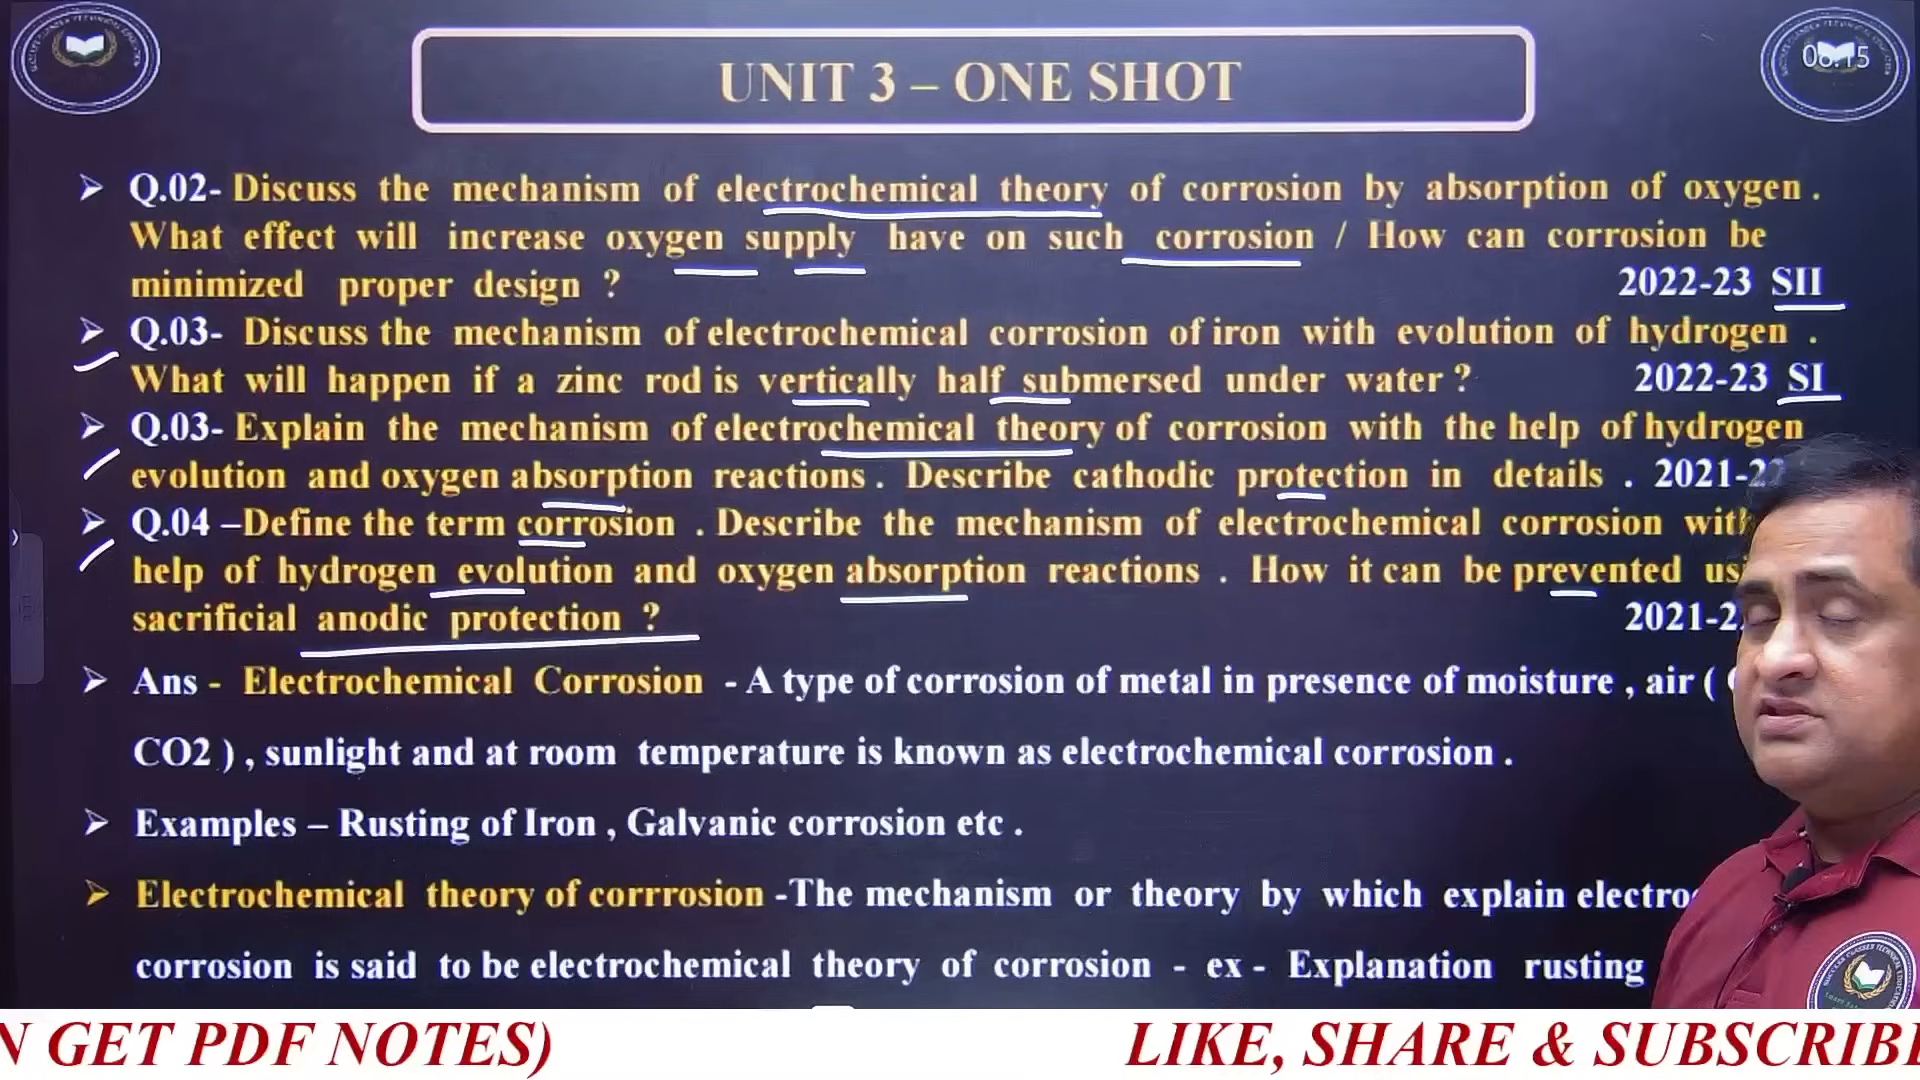 UNIT 3 – ONE SHOT
Q.02- Discuss the mechanism of electrochemical theory of corrosion by absorption of oxygen .
What effect will increase oxygen supply have on such corrosion / How can corrosion be
minimized proper design ?
2022-23 SII
Q.03- Discuss the mechanism of electrochemical corrosion of iron with evolution of hydrogen .
What will happen if a zinc rod is vertically half submersed under water ?
2022-23 SI
Q.03- Explain the mechanism of electrochemical theory of corrosion with the help of hydrogen
evolution and oxygen absorption reactions . Describe cathodic protection in details .
Q.04 –Define the term corrosion . Describe the mechanism of electrochemical corrosion
help of hydrogen evolution and oxygen absorption reactions . How it can be prevented
sacrificial anodic protection ?
Ans - Electrochemical Corrosion - A type of corrosion of metal in presence of moisture , air (
CO2 ) , sunlight and at room temperature is known as electrochemical corrosion .
Examples – Rusting of Iron , Galvanic corrosion etc .
Electrochemical theory of corrrosion -The mechanism or theory by which explain
corrosion is said to be electrochemical theory of corrosion - ex - Explanation rusting
GET PDF NOTES)
LIKE, SHARE &